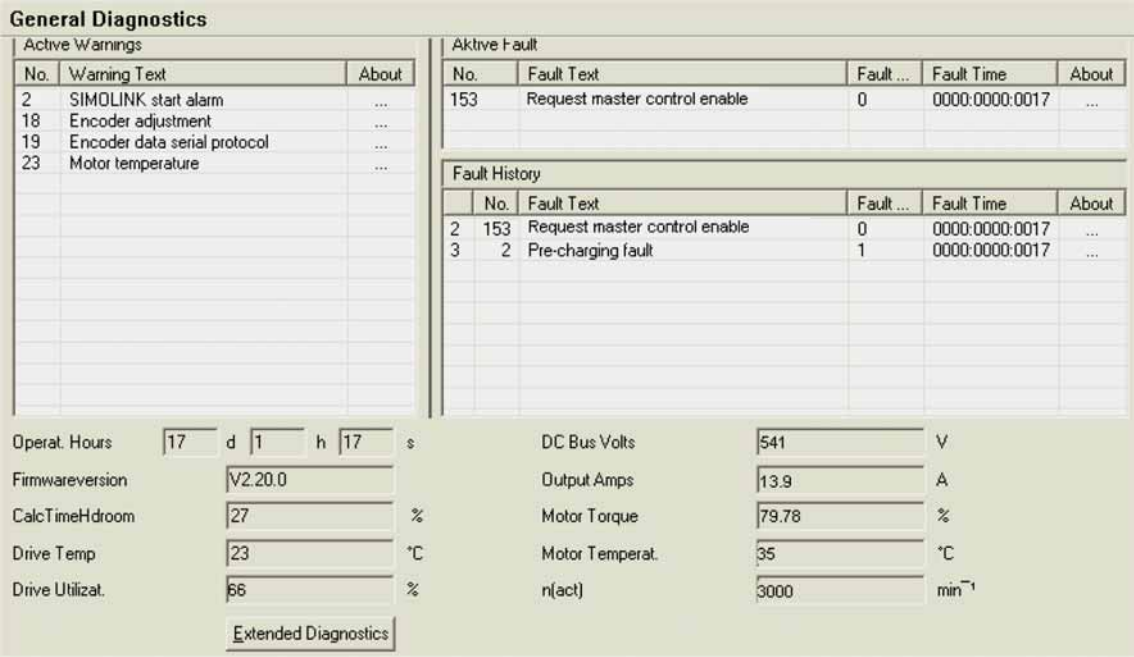 General Diagnostics
Active Warnings
No. Warning Text About
2 SIMOLINK start alarm ...
18 Encoder adjustment ...
19 Encoder data serial protocol ...
23 Motor temperature ...
Aktive Fault
No. Fault Text Fault ... Fault Time About
153 Request master control enable 0 0000:0000:0017 ...
Fault History
No. Fault Text Fault ... Fault Time About
2 153 Request master control enable 0 0000:0000:0017 ...
3 2 Pre-charging fault 1 0000:0000:0017 ...
Operat. Hours 17 d 1 h 17 s
Firmwareversion V2.20.0
CalcTimeHdroom 27 %
Drive Temp 23 °C
Drive Utilizat. 66 %
Extended Diagnostics
DC Bus Volts 541 V
Output Amps 13.9 A
Motor Torque 79.78 %
Motor Temperat. 35 °C
n(act) 3000 min⁻¹